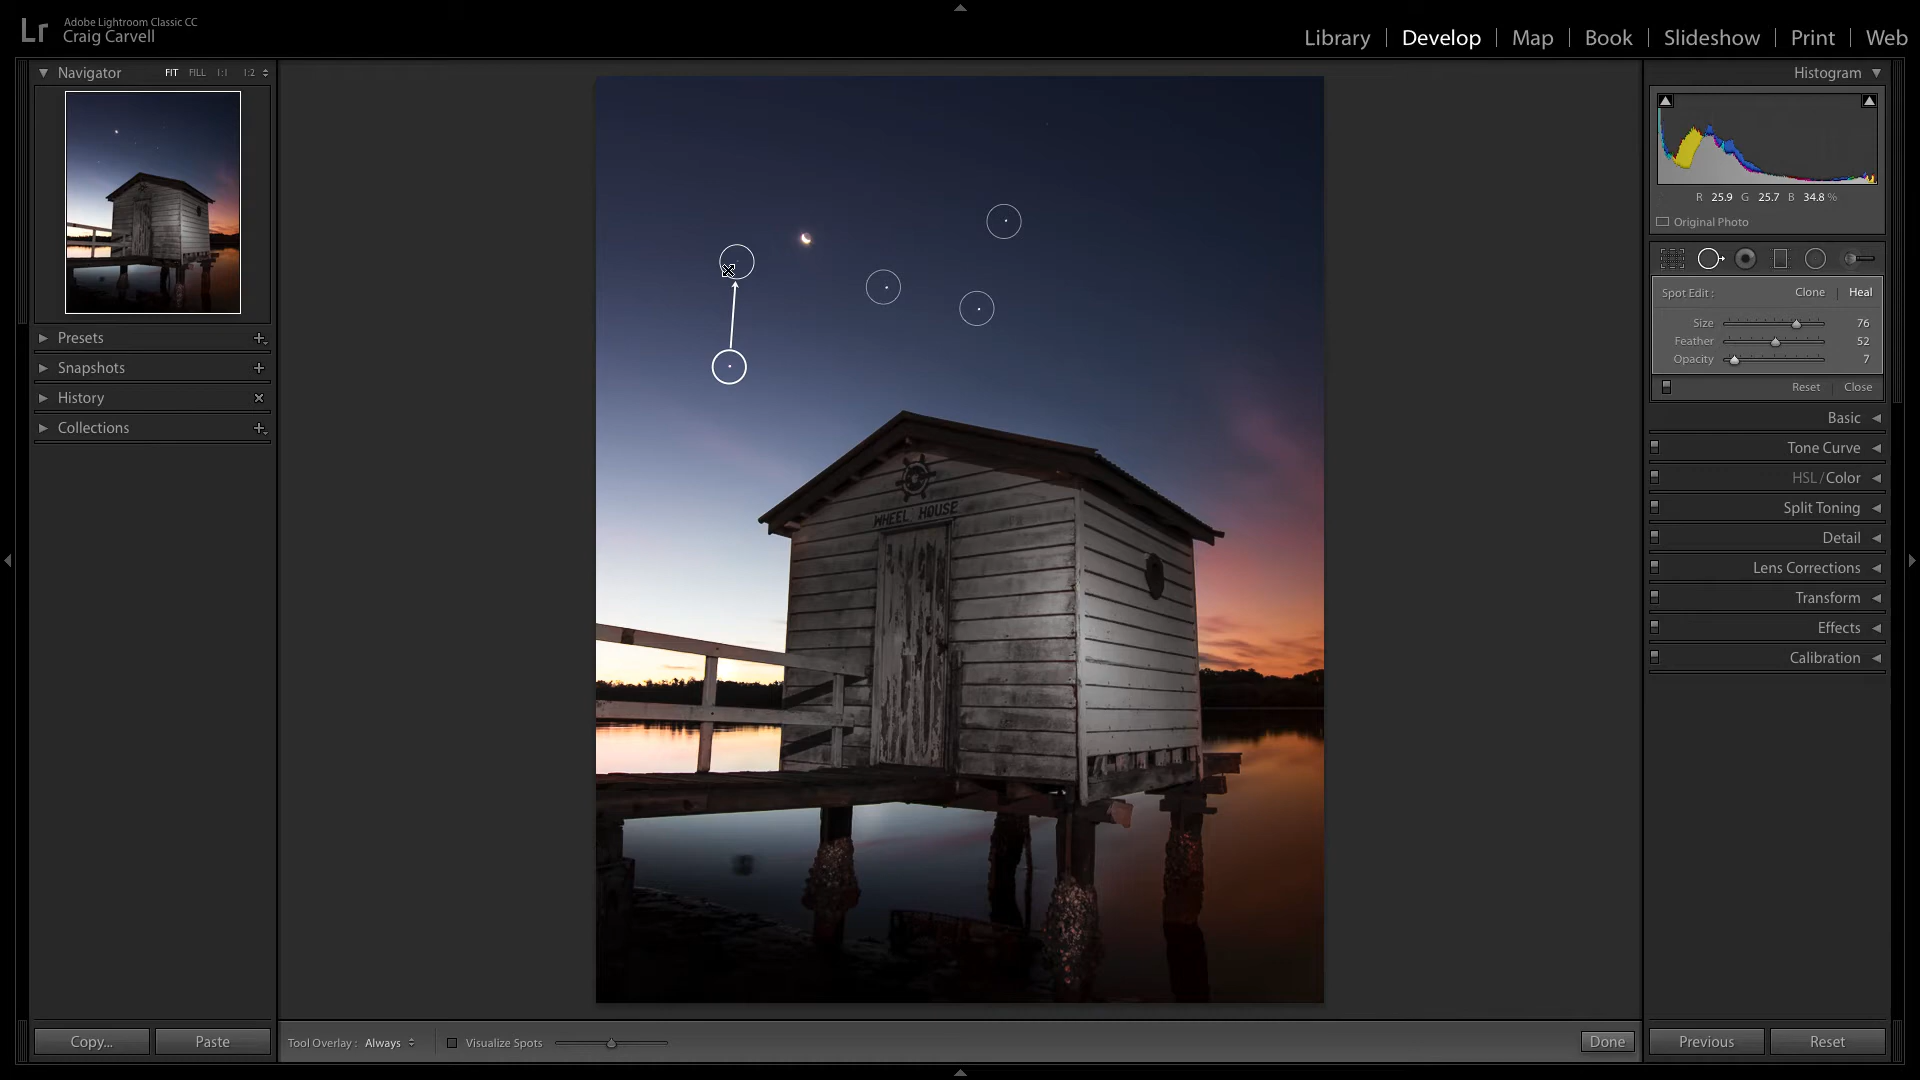 Lr
Adobe Lightroom Classic CC
Craig Carvell
Library | Develop | Map | Book | Slideshow | Print | Web
Navigator FIT FILL 1:1 1:2
Presets
Snapshots
History
Collections
Copy...
Paste
WHEEL HOUSE
Tool Overlay : Always
Visualize Spots
Done
Histogram
R 25.9 G 25.7 B 34.8 %
Original Photo
Spot Edit : Clone | Heal
Size 76
Feather 52
Opacity 7
Reset | Close
Basic
Tone Curve
HSL / Color
Split Toning
Detail
Lens Corrections
Transform
Effects
Calibration
Previous
Reset